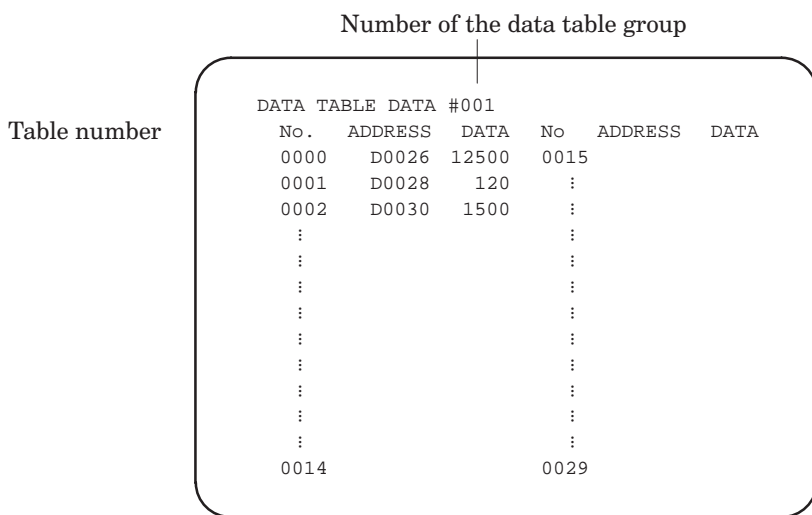 Number of the data table group
DATA TABLE DATA #001
Table number
No. ADDRESS DATA No ADDRESS DATA
0000 D0026 12500 0015
0001 D0028 120 :
0002 D0030 1500 :
: :
: :
: :
: :
: :
: :
: :
: :
: :
0014 0029